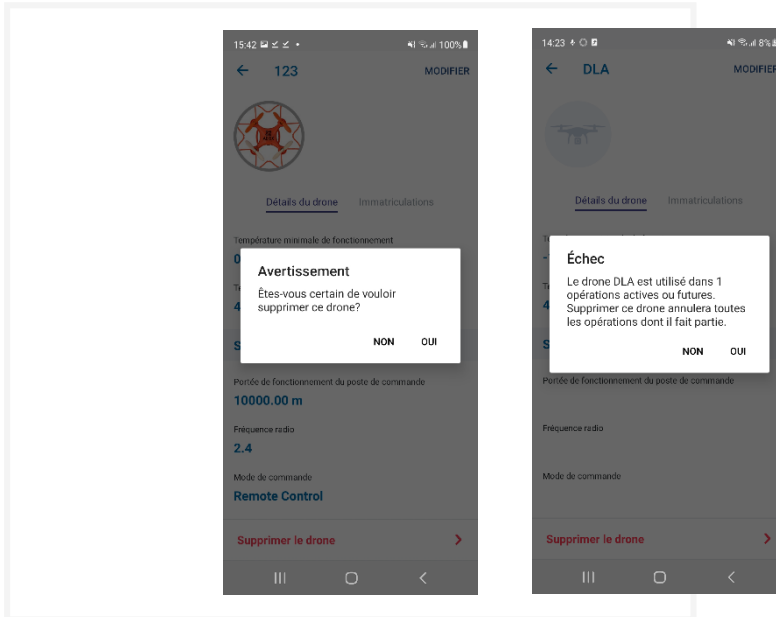 15:42
100%
123
MODIFIER
Détails du drone
Immatriculations
Température minimale de fonctionnement
Avertissement
Êtes-vous certain de vouloir
supprimer ce drone?
NON
OUI
Portée de fonctionnement du poste de commande
10000.00 m
Fréquence radio
2.4
Mode de commande
Remote Control
Supprimer le drone
14:23
8%
DLA
MODIFIER
Détails du drone
Immatriculations
Échec
Le drone DLA est utilisé dans 1
opérations actives ou futures.
Supprimer ce drone annulera toutes
les opérations dont il fait partie.
NON
OUI
Portée de fonctionnement du poste de commande
Fréquence radio
Mode de commande
Supprimer le drone